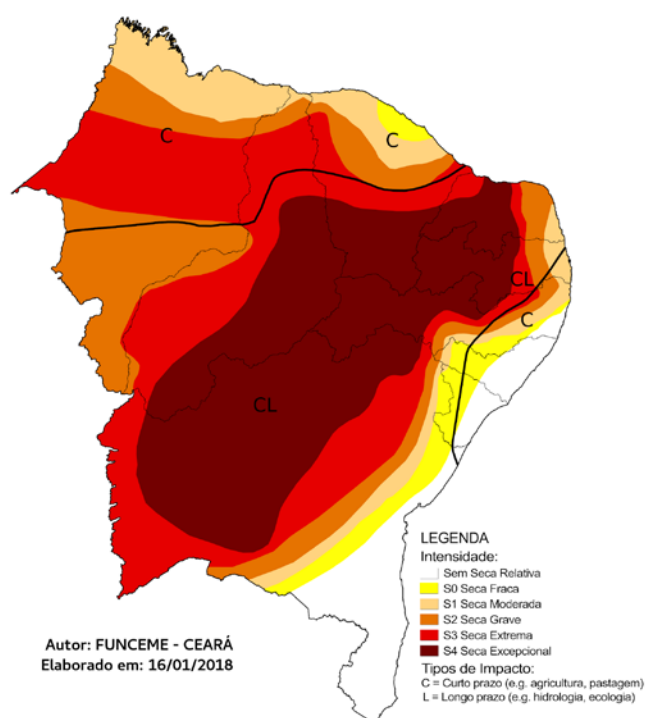 C
C
CL
C
CL
LEGENDA
Intensidade:
Sem Seca Relativa
S0 Seca Fraca
S1 Seca Moderada
S2 Seca Grave
S3 Seca Extrema
S4 Seca Excepcional
Tipos de Impacto:
C = Curto prazo (e.g. agricultura, pastagem)
L = Longo prazo (e.g. hidrologia, ecologia)
Autor: FUNCEME - CEARÁ
Elaborado em: 16/01/2018